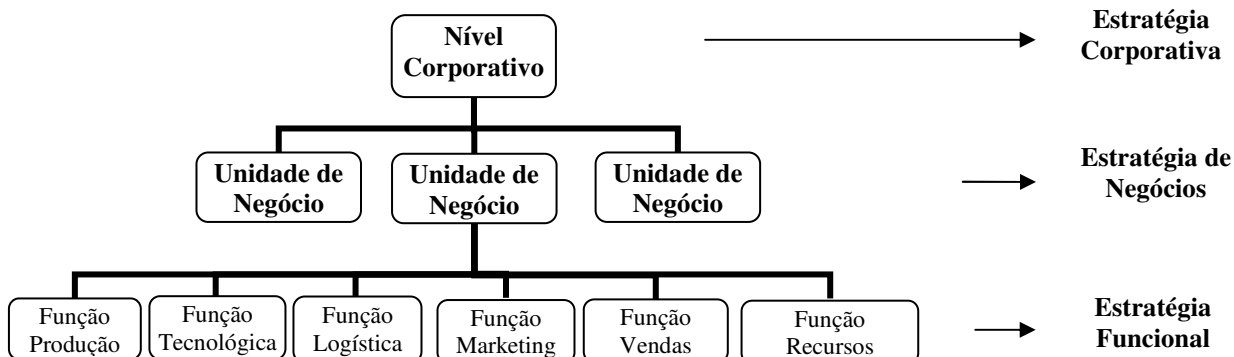 Nível
Corporativo
Estratégia
Corporativa
Unidade de
Negócio
Unidade de
Negócio
Unidade de
Negócio
Estratégia de
Negócios
Função
Produção
Função
Tecnológica
Função
Logística
Função
Marketing
Função
Vendas
Função
Recursos
Estratégia
Funcional